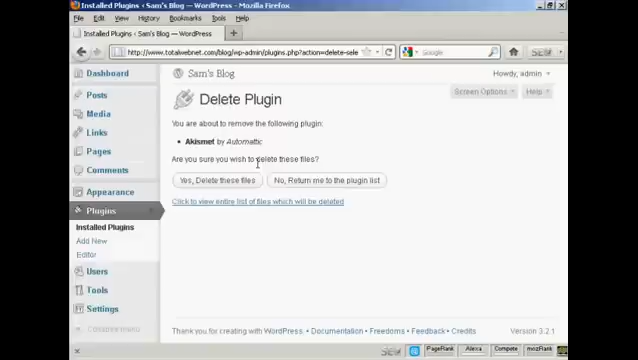 Installed Plugins ‹ Sam's Blog — WordPress - Mozilla Firefox
File Edit View History Bookmarks Tools Help
Installed Plugins ‹ Sam's Blog — WordPress
http://www.totalwebnet.com/blog/wp-admin/plugins.php?action=delete-sele
Google
Sam's Blog
Howdy, admin
Dashboard
Posts
Media
Links
Pages
Comments
Appearance
Plugins
Installed Plugins
Add New
Editor
Users
Tools
Settings
Collapse menu
Screen Options
Help
Delete Plugin
You are about to remove the following plugin:
Akismet by Automattic
Are you sure you wish to delete these files?
Yes, Delete these files
No, Return me to the plugin list
Click to view entire list of files which will be deleted
Thank you for creating with WordPress. • Documentation • Freedoms • Feedback • Credits
Version 3.2.1
PageRank
Alexa
Compete
mozRank